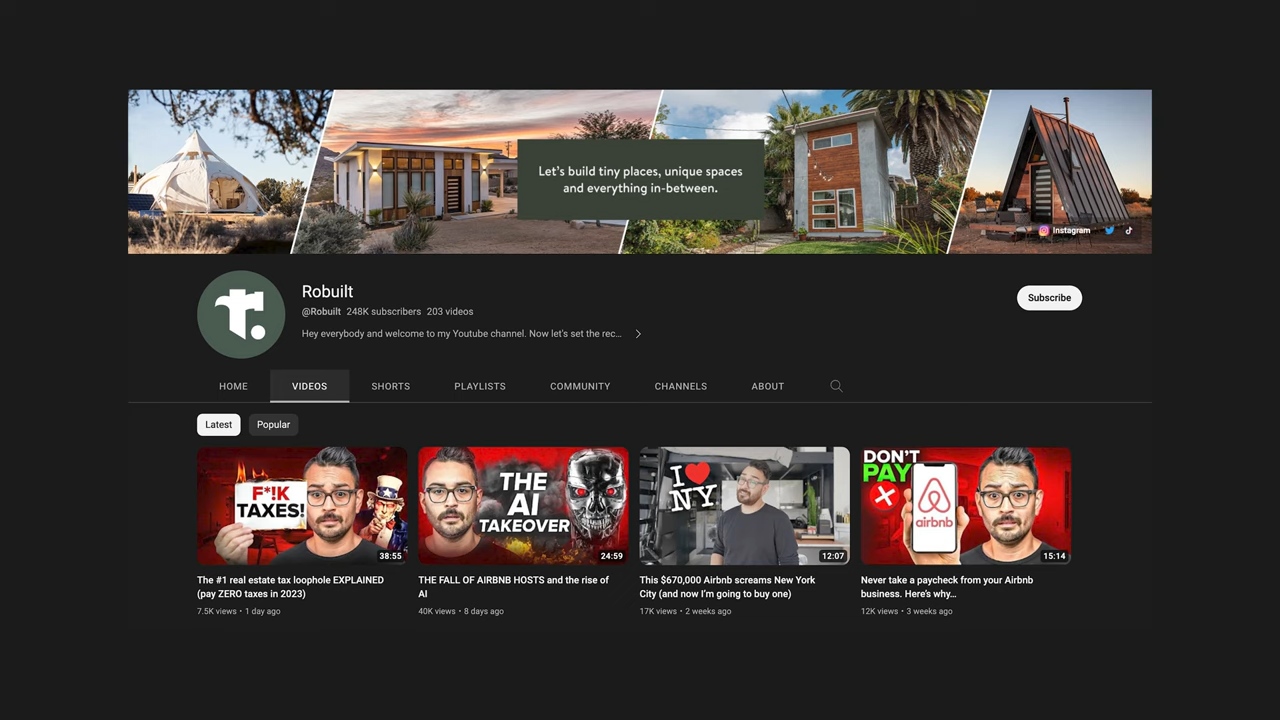 Let's build tiny places, unique spaces
and everything in-between.
Instagram
Robuilt
@Robuilt 248K subscribers 203 videos
Hey everybody and welcome to my Youtube channel. Now let's set the rec...
Subscribe
HOME VIDEOS SHORTS PLAYLISTS COMMUNITY CHANNELS ABOUT
Latest Popular
F*!K
TAXES!
38:55
THE
AI
TAKEOVER
24:59
I
NY
12:07
DON'T
PAY
airbnb
15:14
The #1 real estate tax loophole EXPLAINED
(pay ZERO taxes in 2023)
7.5K views • 1 day ago
THE FALL OF AIRBNB HOSTS and the rise of
AI
40K views • 8 days ago
This $670,000 Airbnb screams New York
City (and now I'm going to buy one)
17K views • 2 weeks ago
Never take a paycheck from your Airbnb
business. Here's why...
12K views • 3 weeks ago